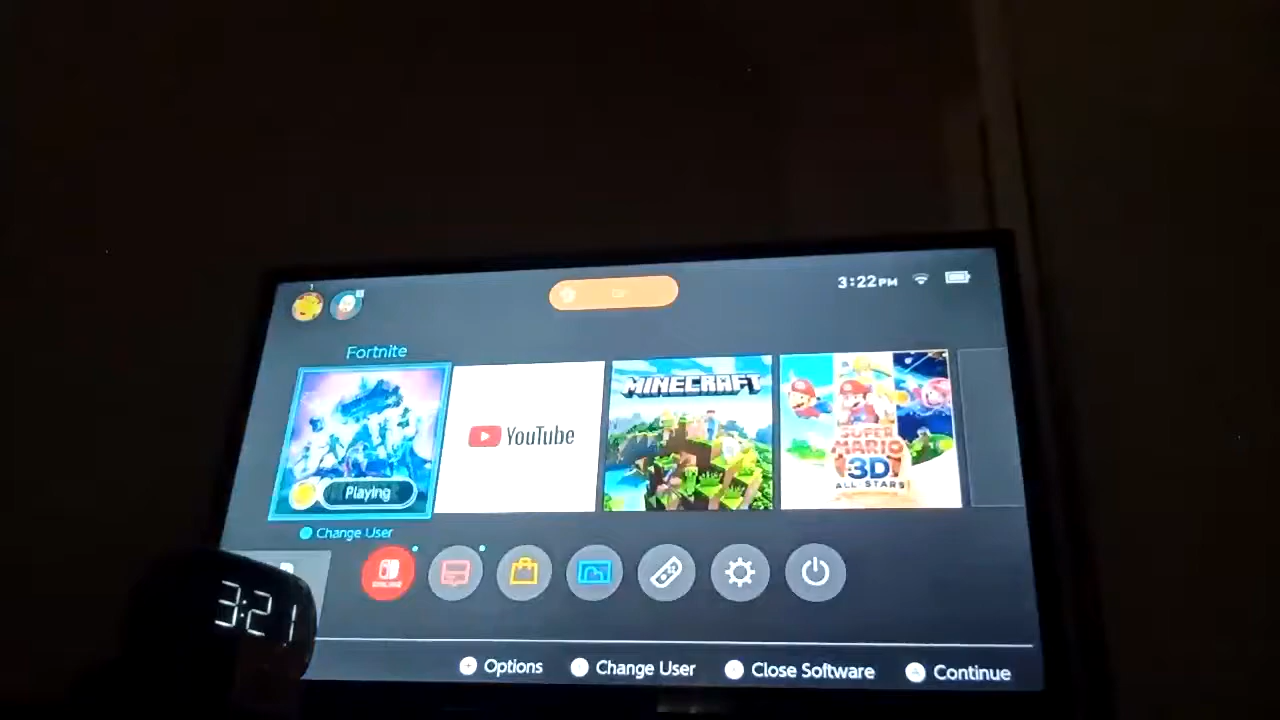 3:22PM
Fortnite
Playing
YouTube
MINECRAFT
SUPER
MARIO
3D
ALL STARS
Change User
3:21
Options
Change User
Close Software
Continue